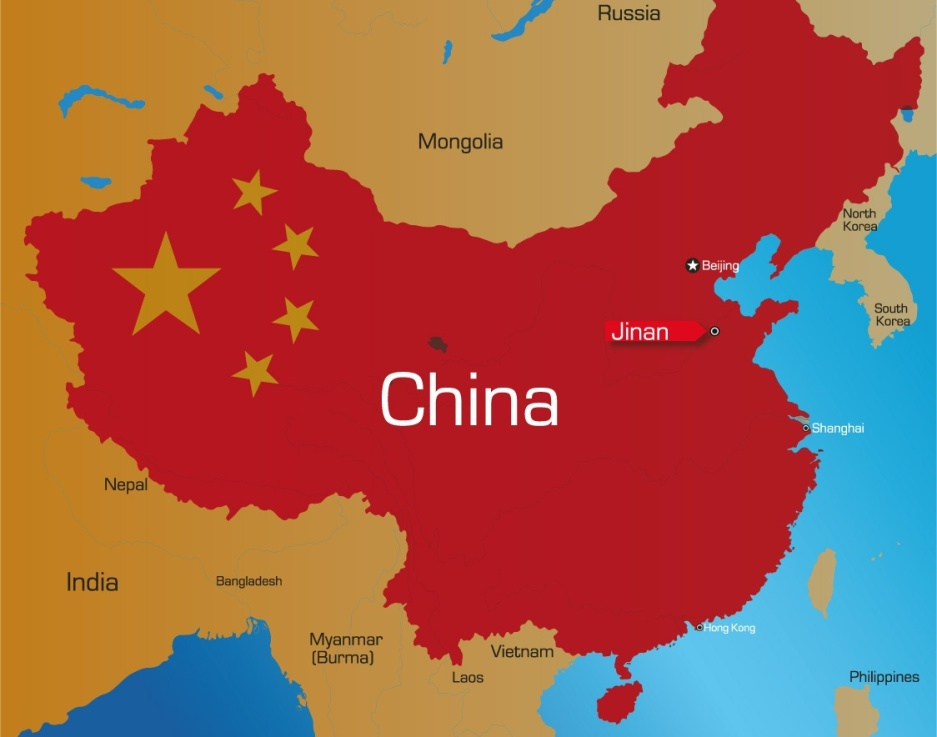 Russia
Mongolia
North
Korea
Beijing
South
Korea
Jinan
China
Shanghai
Nepal
India
Bangladesh
Myanmar
(Burma)
Hong Kong
Vietnam
Laos
Philippines